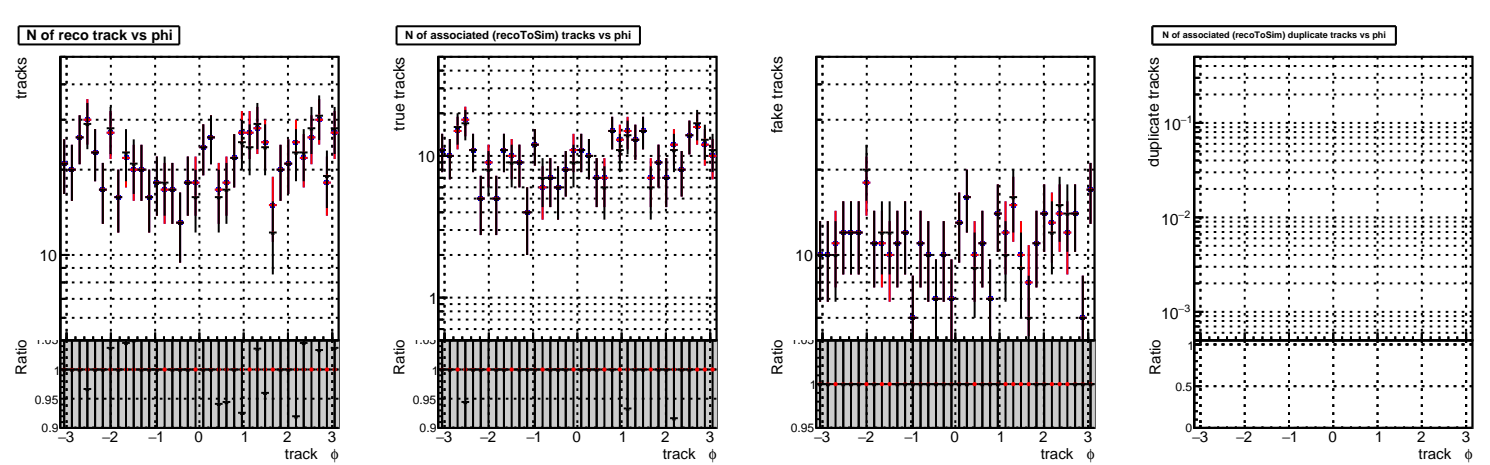 N of reco track vs phi
tracks
10
Ratio
1.05
1
0.95
0.9
−3 −2 −1 0 1 2 3
track ϕ
N of associated (recoToSim) tracks vs phi
true tracks
10
1
Ratio
1.05
1
0.95
0.9
−3 −2 −1 0 1 2 3
track ϕ
fake tracks
10
Ratio
1.05
1
0.95
−3 −2 −1 0 1 2 3
track ϕ
N of associated (recoToSim) duplicate tracks vs phi
duplicate tracks
10⁻¹
10⁻²
10⁻³
Ratio
1
0.5
0
−3 −2 −1 0 1 2 3
track ϕ